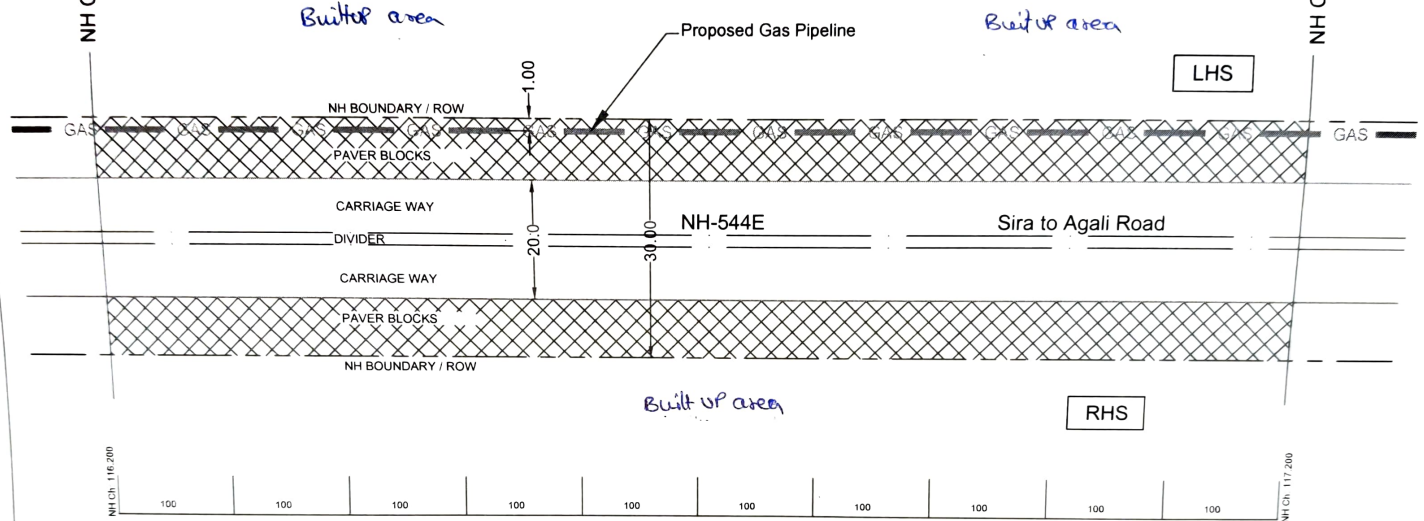 Builtup area
Built up area
NH C
NH C
Proposed Gas Pipeline
LHS
1.00
NH BOUNDARY / ROW
GAS GAS GAS GAS GAS GAS GAS GAS GAS GAS GAS GAS
PAVER BLOCKS
CARRIAGE WAY
NH-544E
Sira to Agali Road
DIVIDER
20.0
30.00
CARRIAGE WAY
PAVER BLOCKS
NH BOUNDARY / ROW
Built up area
RHS
NH Ch. 116.200
NH Ch. 117.200
100 100 100 100 100 100 100 100 100 100